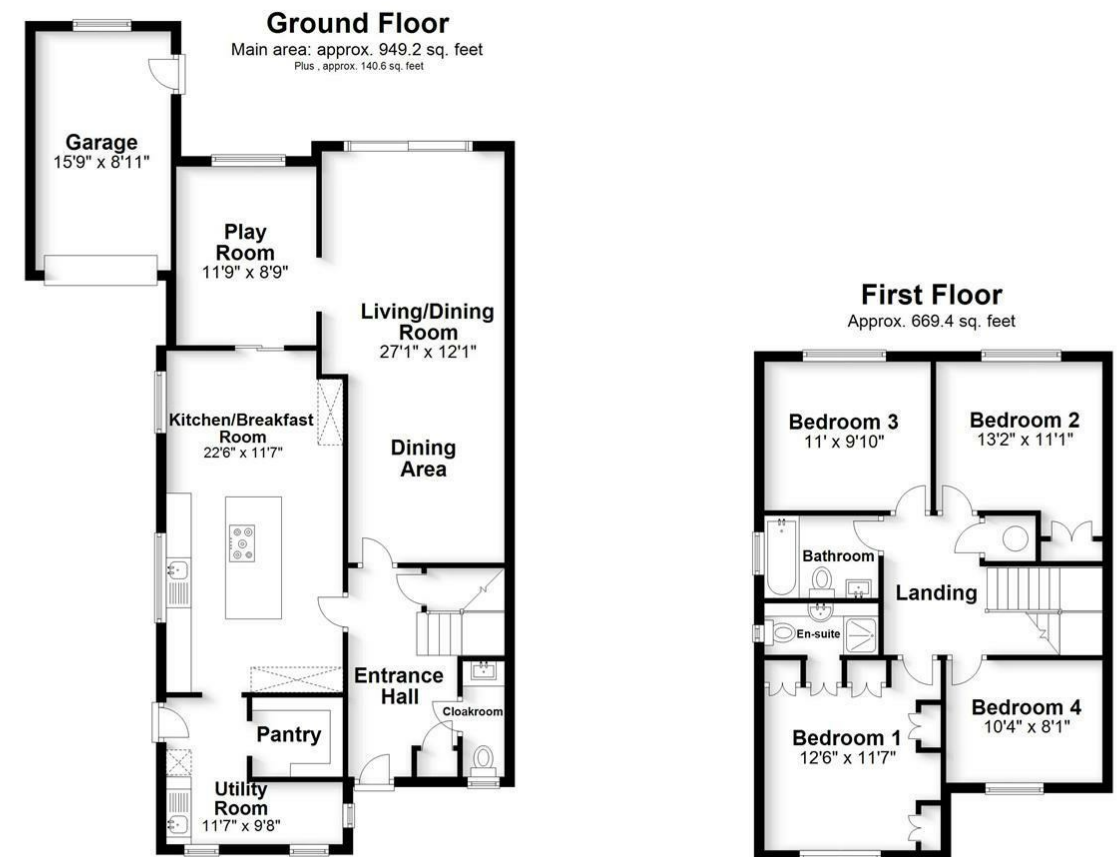 Ground Floor
Main area: approx. 949.2 sq. feet
Plus , approx. 140.6 sq. feet
Garage
15'9" x 8'11"
Play
Room
11'9" x 8'9"
Living/Dining
Room
27'1" x 12'1"
Kitchen/Breakfast
Room
22'6" x 11'7"
Dining
Area
Entrance
Hall
Cloakroom
Pantry
Utility
Room
11'7" x 9'8"
First Floor
Approx. 669.4 sq. feet
Bedroom 3
11' x 9'10"
Bedroom 2
13'2" x 11'1"
Bathroom
Landing
En-suite
Bedroom 1
12'6" x 11'7"
Bedroom 4
10'4" x 8'1"